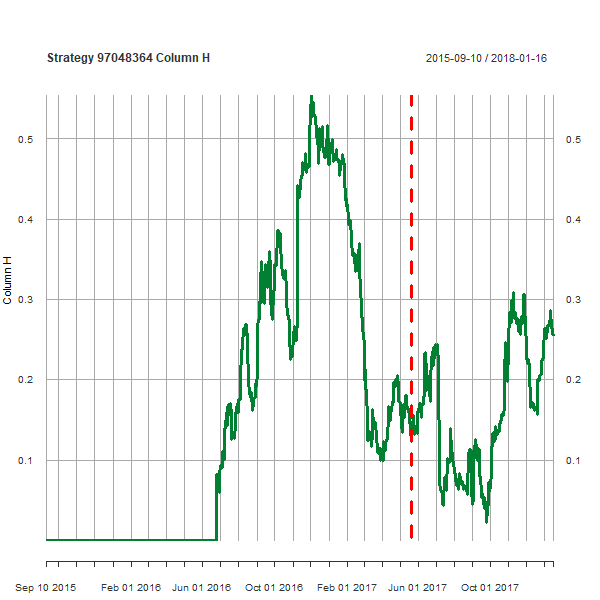 Strategy 97048364 Column H
2015-09-10 / 2018-01-16
0.5
0.5
0.4
0.4
Column H
0.3
0.3
0.2
0.2
0.1
0.1
Sep 10 2015
Feb 01 2016
Jun 01 2016
Oct 01 2016
Feb 01 2017
Jun 01 2017
Oct 01 2017